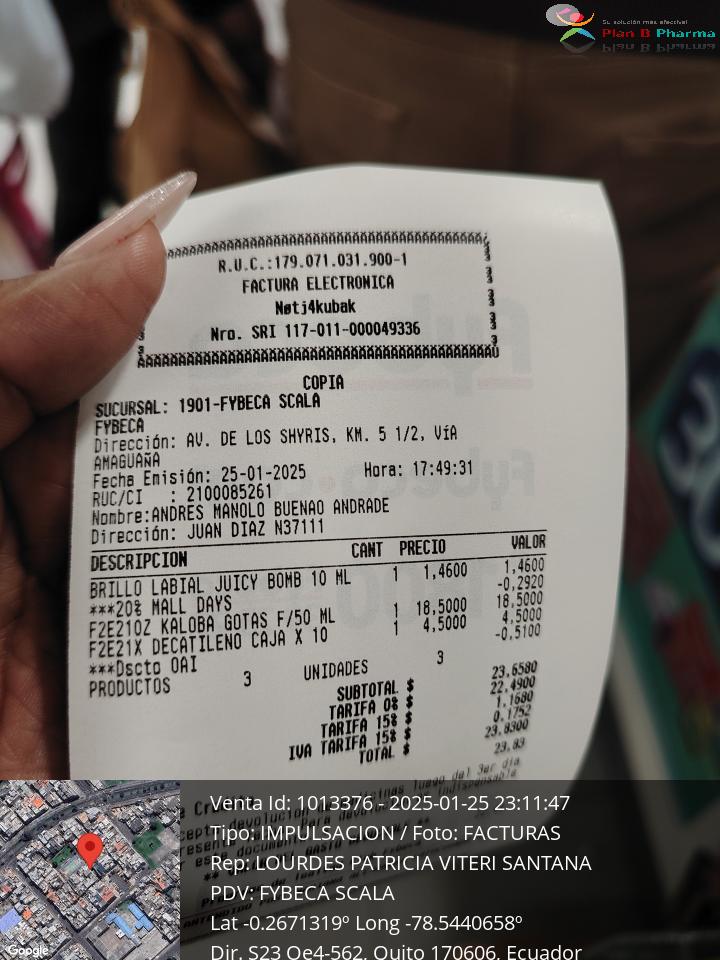 Su solución más efectiva!
Plan B Pharma
R.U.C.:179.071.031.900-1
FACTURA ELECTRONICA
Nøtj4kubak
Nro. SRI 117-011-000049336
COPIA
SUCURSAL: 1901-FYBECA SCALA
FYBECA
Dirección: AV. DE LOS SHYRIS, KM. 5 1/2, VíA
AMAGUAñA
Fecha Emisión: 25-01-2025 Hora: 17:49:31
RUC/CI : 2100085261
Nombre:ANDRES MANOLO BUENAO ANDRADE
Dirección: JUAN DIAZ N37111
DESCRIPCION CANT PRECIO VALOR
BRILLO LABIAL JUICY BOMB 10 ML 1 1,4600 1,4600
***20% MALL DAYS -0,2920
F2E210Z KALOBA GOTAS F/50 ML 1 18,5000 18,5000
F2E21X DECATILENO CAJA X 10 1 4,5000 4,5000
***Dscto OAI -0,5100
PRODUCTOS 3 UNIDADES 3
SUBTOTAL $ 23,6580
TARIFA 0% $ 22,4900
TARIFA 15% $ 1,1680
IVA TARIFA 15% $ 0,1752
TOTAL $ 23,8300
23,83
luego del 3er día
Venta Id: 1013376 - 2025-01-25 23:11:47
Tipo: IMPULSACION / Foto: FACTURAS
Rep: LOURDES PATRICIA VITERI SANTANA
PDV: FYBECA SCALA
Lat -0.2671319º Long -78.5440658º
Dir. S23 Oe4-562, Quito 170606, Ecuador
Google